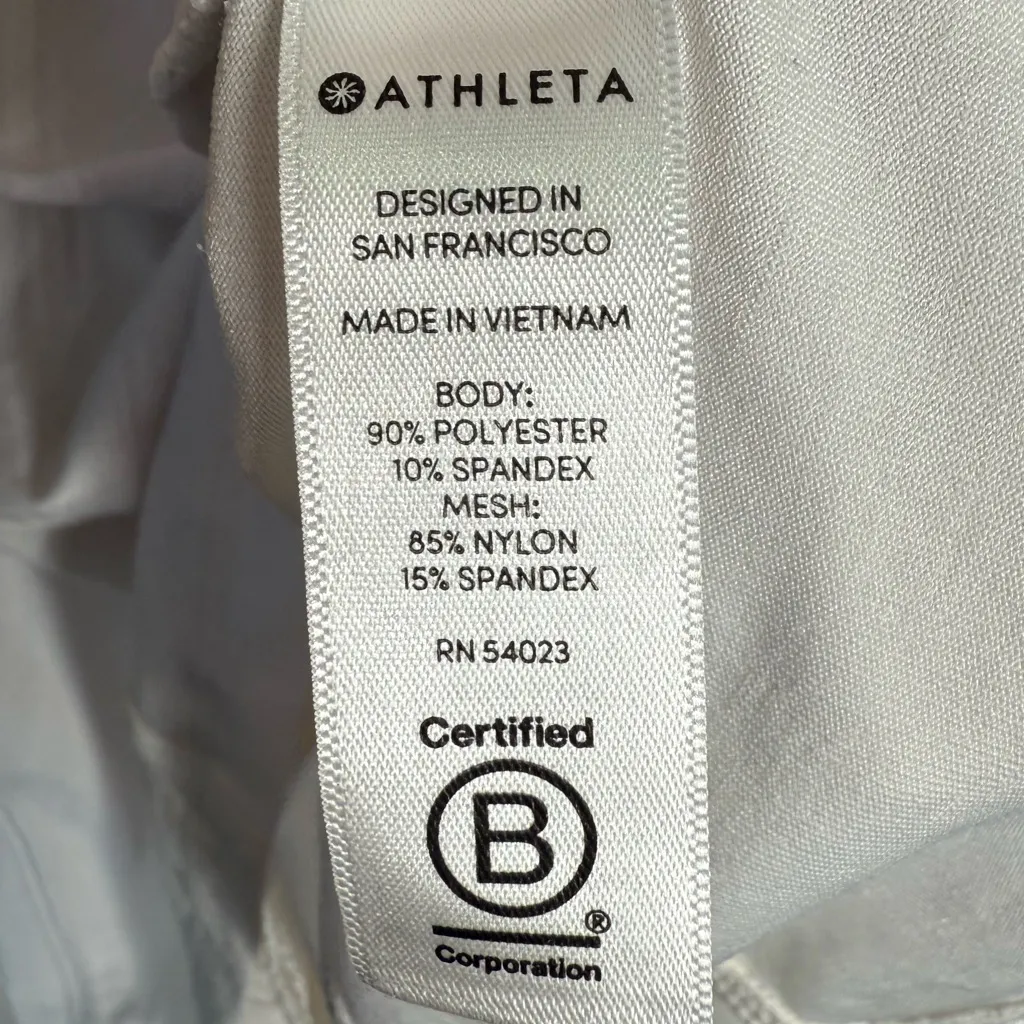 ATHLETA
DESIGNED IN
SAN FRANCISCO
MADE IN VIETNAM
BODY:
90% POLYESTER
10% SPANDEX
MESH:
85% NYLON
15% SPANDEX
RN 54023
Certified
B
®
Corporation